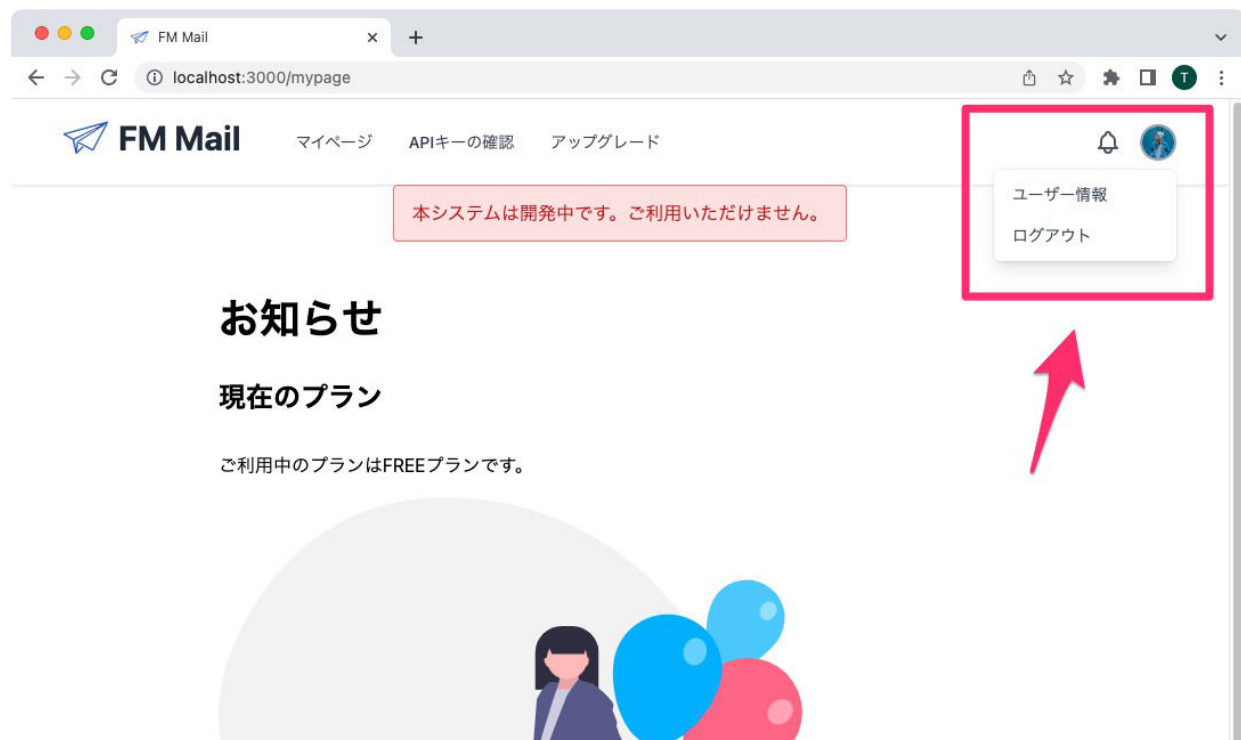 FM Mail
localhost:3000/mypage
T
FM Mail マイページ APIキーの確認 アップグレード
ユーザー情報
ログアウト
本システムは開発中です。ご利用いただけません。
お知らせ
現在のプラン
ご利用中のプランはFREEプランです。